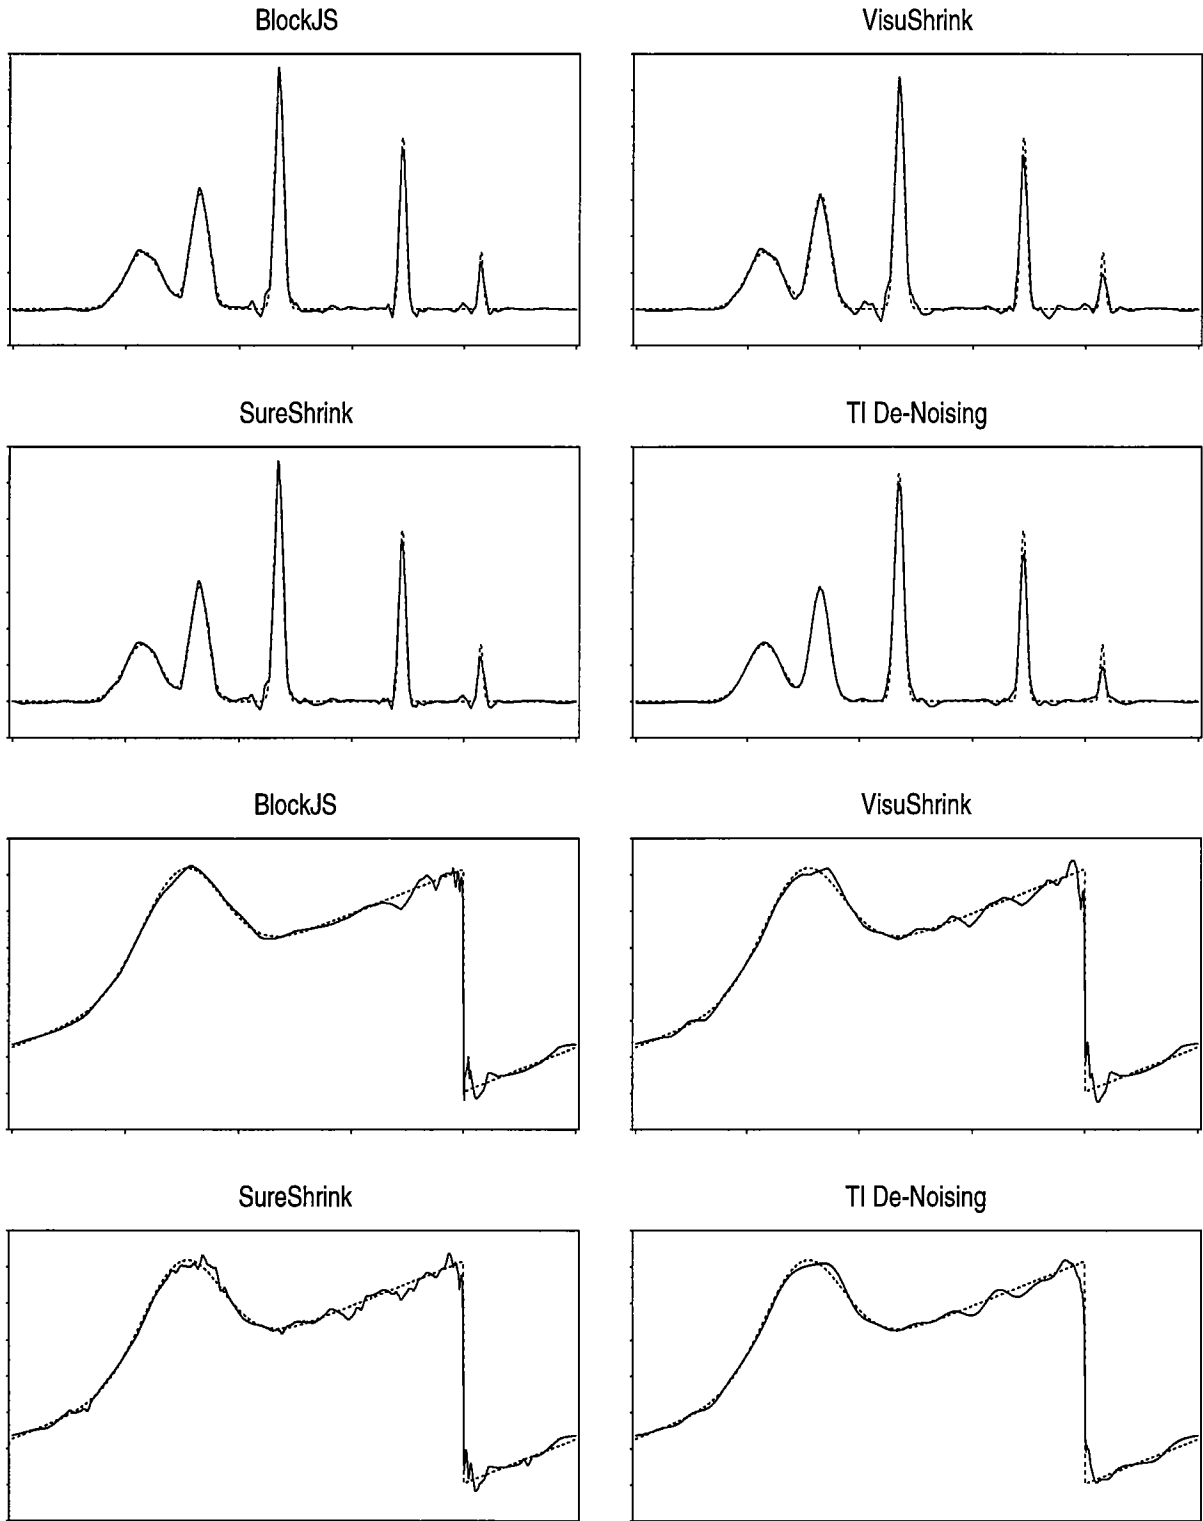 BlockJS
VisuShrink
SureShrink
TI De-Noising
BlockJS
VisuShrink
SureShrink
TI De-Noising